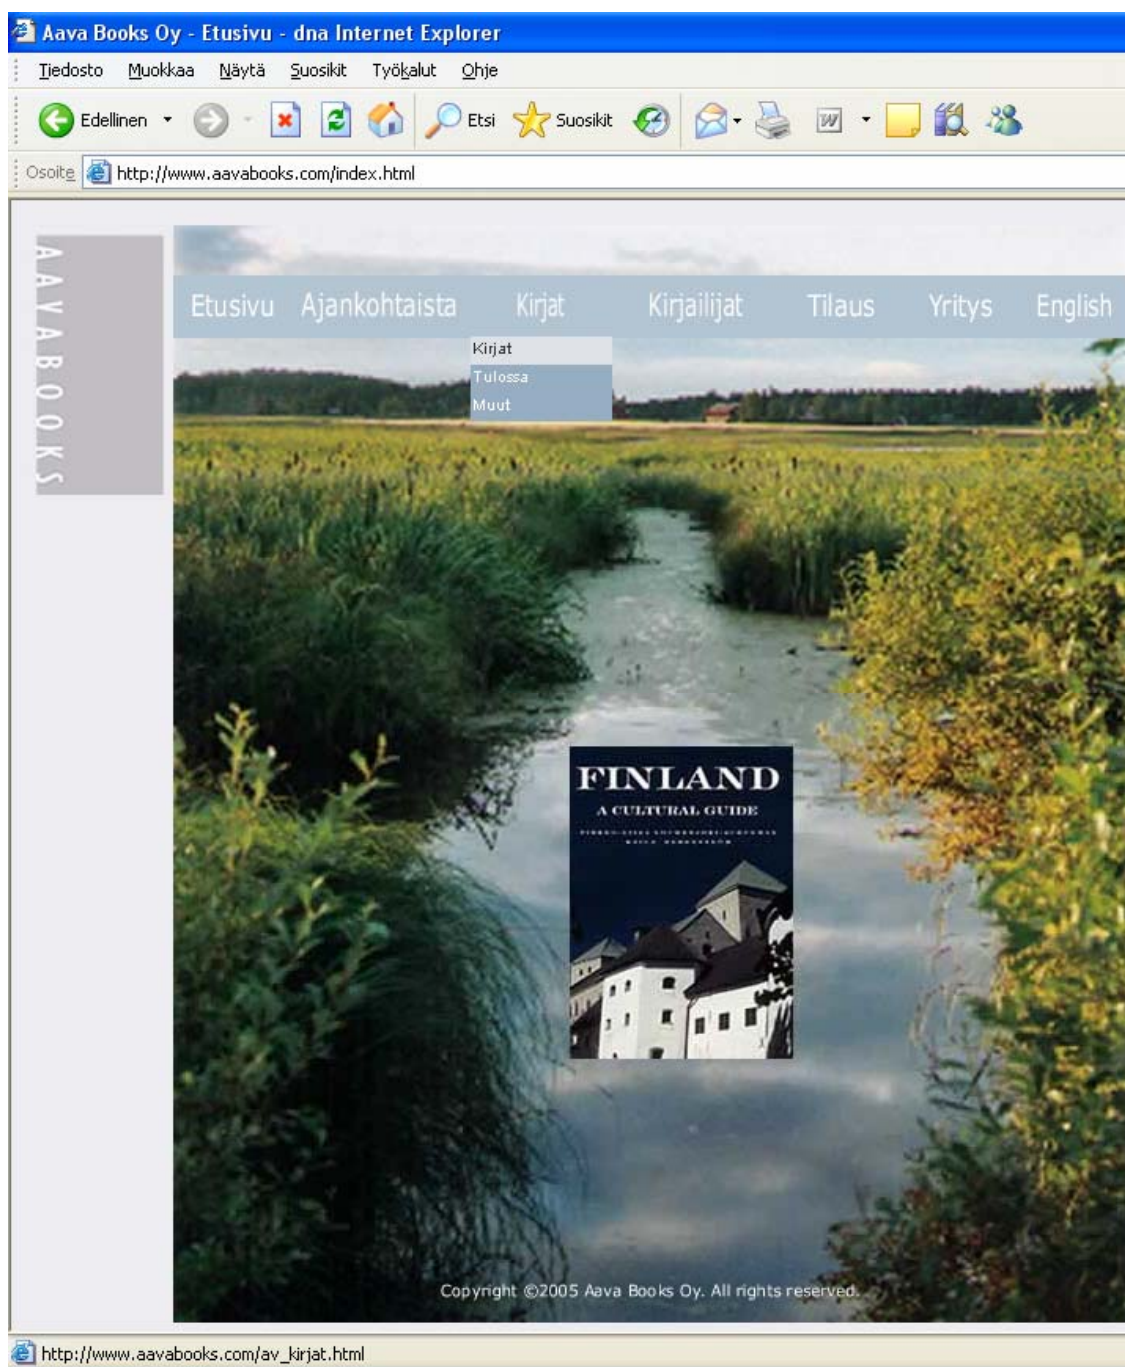 Aava Books Oy - Etusivu - dna Internet Explorer
Tiedosto Muokkaa Näytä Suosikit Työkalut Ohje
Edellinen Etsi Suosikit W
Osoite http://www.aavabooks.com/index.html
AAVABOOKS
Etusivu Ajankohtaista Kirjat Kirjailijat Tilaus Yritys English
Kirjat
Tulossa
Muut
FINLAND
A CULTURAL GUIDE
Copyright ©2005 Aava Books Oy. All rights reserved.
http://www.aavabooks.com/av_kirjat.html